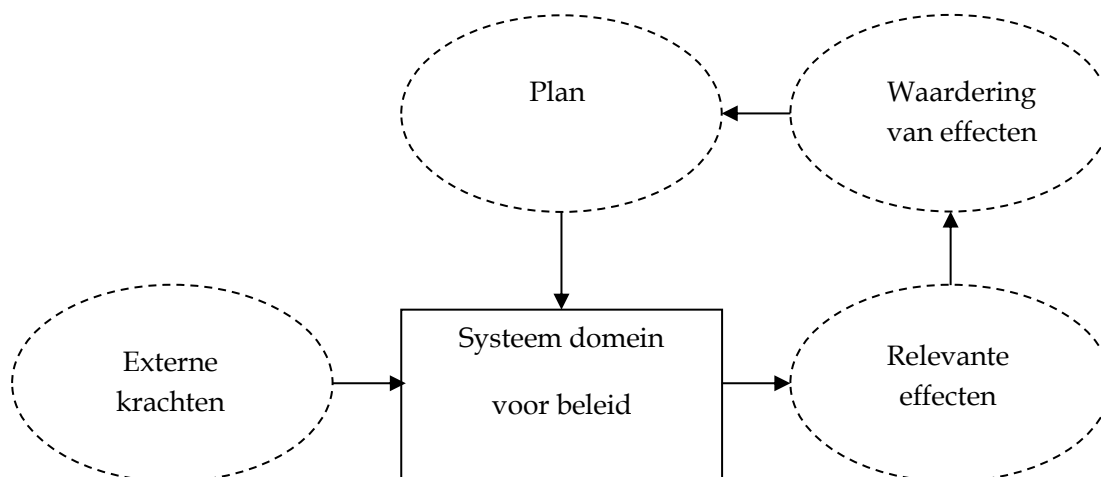 Plan
Waardering
van effecten
Systeem domein
voor beleid
Externe
krachten
Relevante
effecten